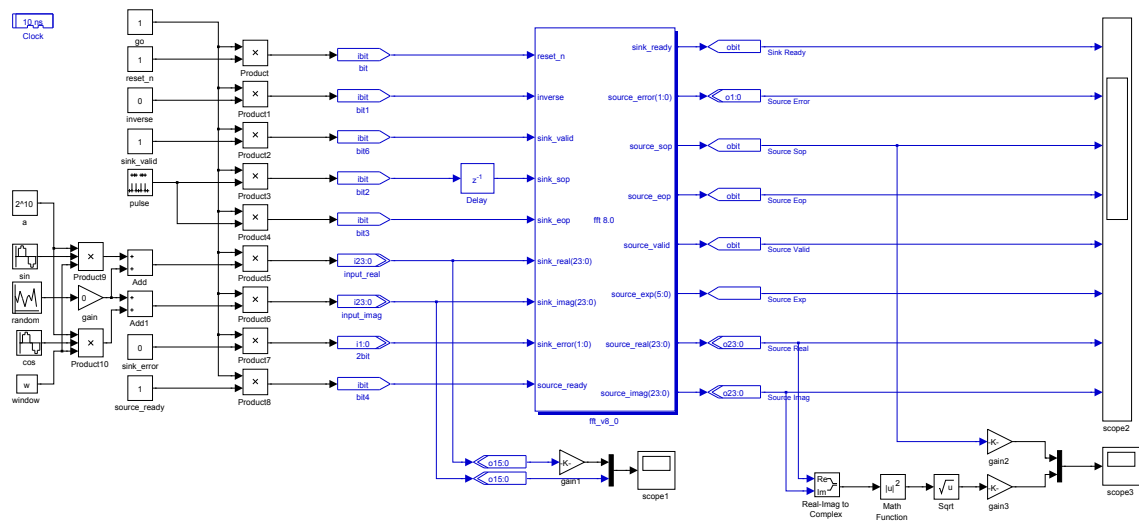 10 ns
Clock
1
go
1
reset_n
0
inverse
1
sink_valid
pulse
2^10
a
sin
random
cos
w
window
×
Product9
0
gain
×
Product10
+
+
Add
+
+
Add1
0
sink_error
1
source_ready
×
Product
×
Product1
×
Product2
×
Product3
×
Product4
×
Product5
×
Product6
×
Product7
×
Product8
ibit
bit
ibit
bit1
ibit
bit6
ibit
bit2
ibit
bit3
i23:0
input_real
i23:0
input_imag
i1:0
2bit
ibit
bit4
z-1
Delay
reset_n
inverse
sink_valid
sink_sop
sink_eop
sink_real(23:0)
sink_imag(23:0)
sink_error(1:0)
source_ready
fft 8.0
sink_ready
source_error(1:0)
source_sop
source_eop
source_valid
source_exp(5:0)
source_real(23:0)
source_imag(23:0)
fft_v8_0
obit
Sink Ready
o1:0
Source Error
obit
Source Sop
obit
Source Eop
obit
Source Valid
Source Exp
o23:0
Source Real
o23:0
Source Imag
scope2
o15:0
o15:0
-K-
gain1
scope1
Re
Im
Real-Imag to
Complex
|u|2
Math
Function
√u
Sqrt
-K-
gain2
-K-
gain3
scope3